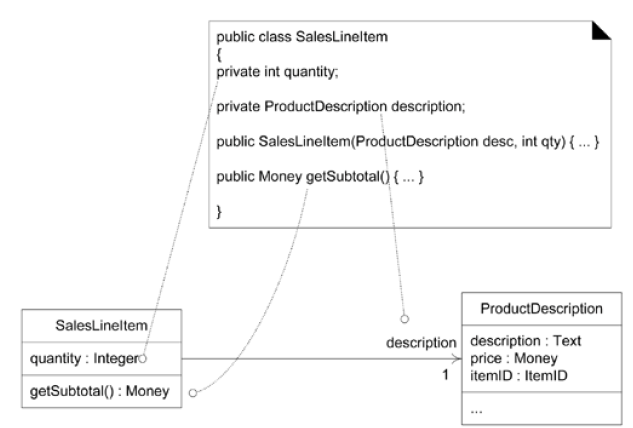 public class SalesLineItem
{
private int quantity;
private ProductDescription description;
public SalesLineItem(ProductDescription desc, int qty) { ... }
public Money getSubtotal() { ... }
}
SalesLineItem
quantity : Integer
getSubtotal() : Money
description
1
ProductDescription
description : Text
price : Money
itemID : ItemID
...